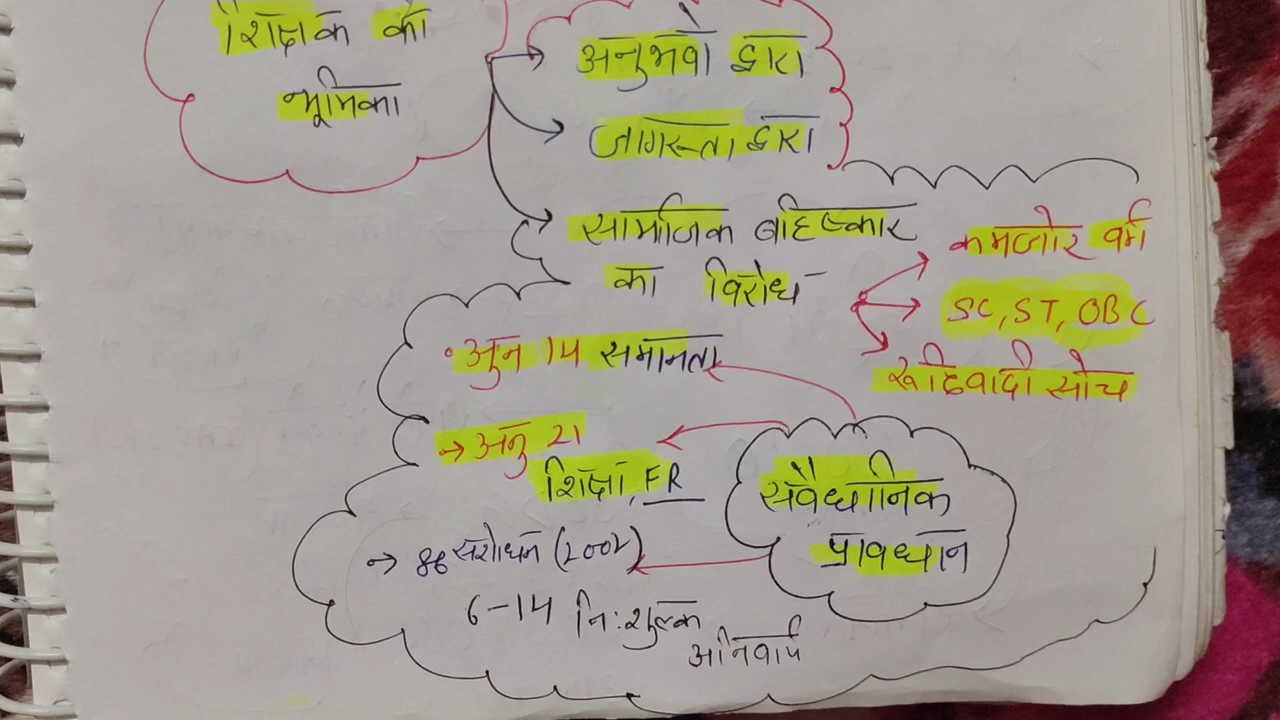 शिक्षक की
भूमिका
अनुभवों द्वारा
जागरूता द्वारा
सामाजिक बहिष्कार
का विरोध
कमजोर वर्ग
SC, ST, OBC
रूढिवादी सोच
अनु 14 समानता
→ अनु 21
शिक्षा, FR
संवैधानिक
प्रावधान
→ 86 संशोधन (2002)
6-14 नि:शुल्क
अनिवार्य